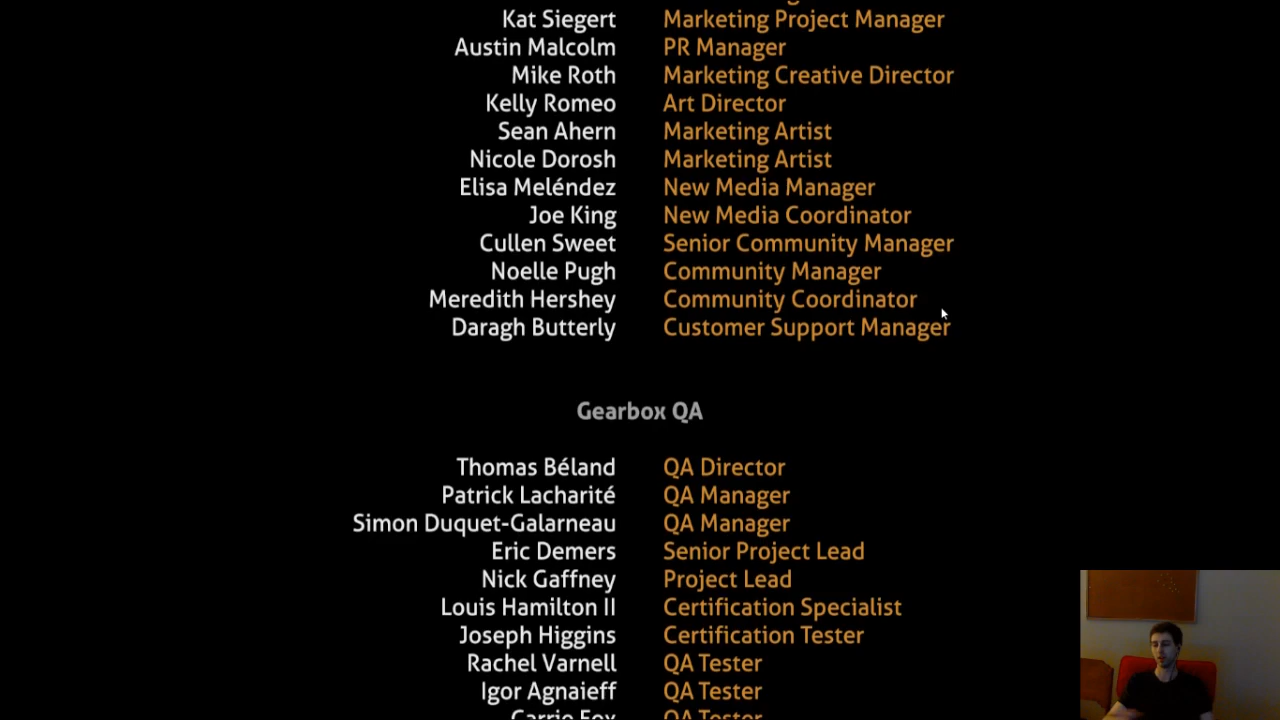 Kat Siegert Marketing Project Manager
Austin Malcolm PR Manager
Mike Roth Marketing Creative Director
Kelly Romeo Art Director
Sean Ahern Marketing Artist
Nicole Dorosh Marketing Artist
Elisa Meléndez New Media Manager
Joe King New Media Coordinator
Cullen Sweet Senior Community Manager
Noelle Pugh Community Manager
Meredith Hershey Community Coordinator
Daragh Butterly Customer Support Manager
Gearbox QA
Thomas Béland QA Director
Patrick Lacharité QA Manager
Simon Duquet-Galarneau QA Manager
Eric Demers Senior Project Lead
Nick Gaffney Project Lead
Louis Hamilton II Certification Specialist
Joseph Higgins Certification Tester
Rachel Varnell QA Tester
Igor Agnaieff QA Tester
Carrie Fox QA Tester